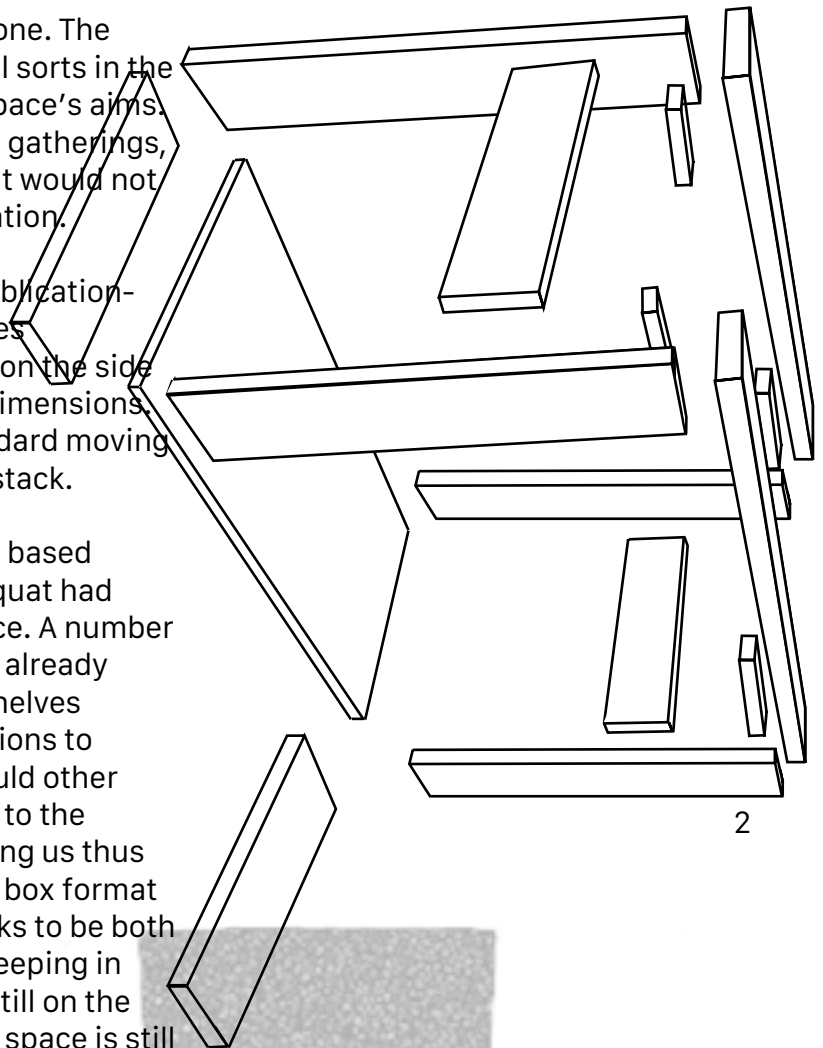 one. The
l sorts in the
pace's aims.
gatherings,
t would not
ation.
blication-
es
on the side
imensions.
dard moving
stack.
based
quat had
ce. A number
already
helves
ions to
uld other
to the
2
ng us thus
box format
ks to be both
eeping in
till on the
space is still